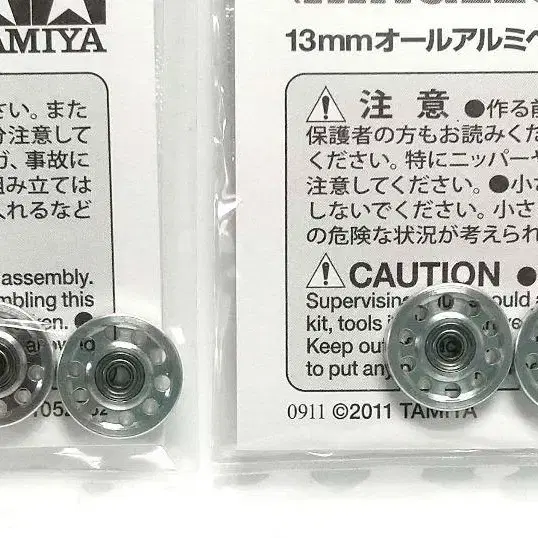 TAMIYA
さい。また
分注意して
事故に
み立ては
入れるなど
assembly.
mbling this
7052
13mmオールアルミベ
注意 ●作る前
保護者の方もお読みくだ
ください。特にニッパーや
注意してください。●小さ
しないでください。小さ
の危険な状況が考えられ
CAUTION ●
Supervising should a
kit, tools
Keep out
to put any
0911 ©2011 TAMIYA